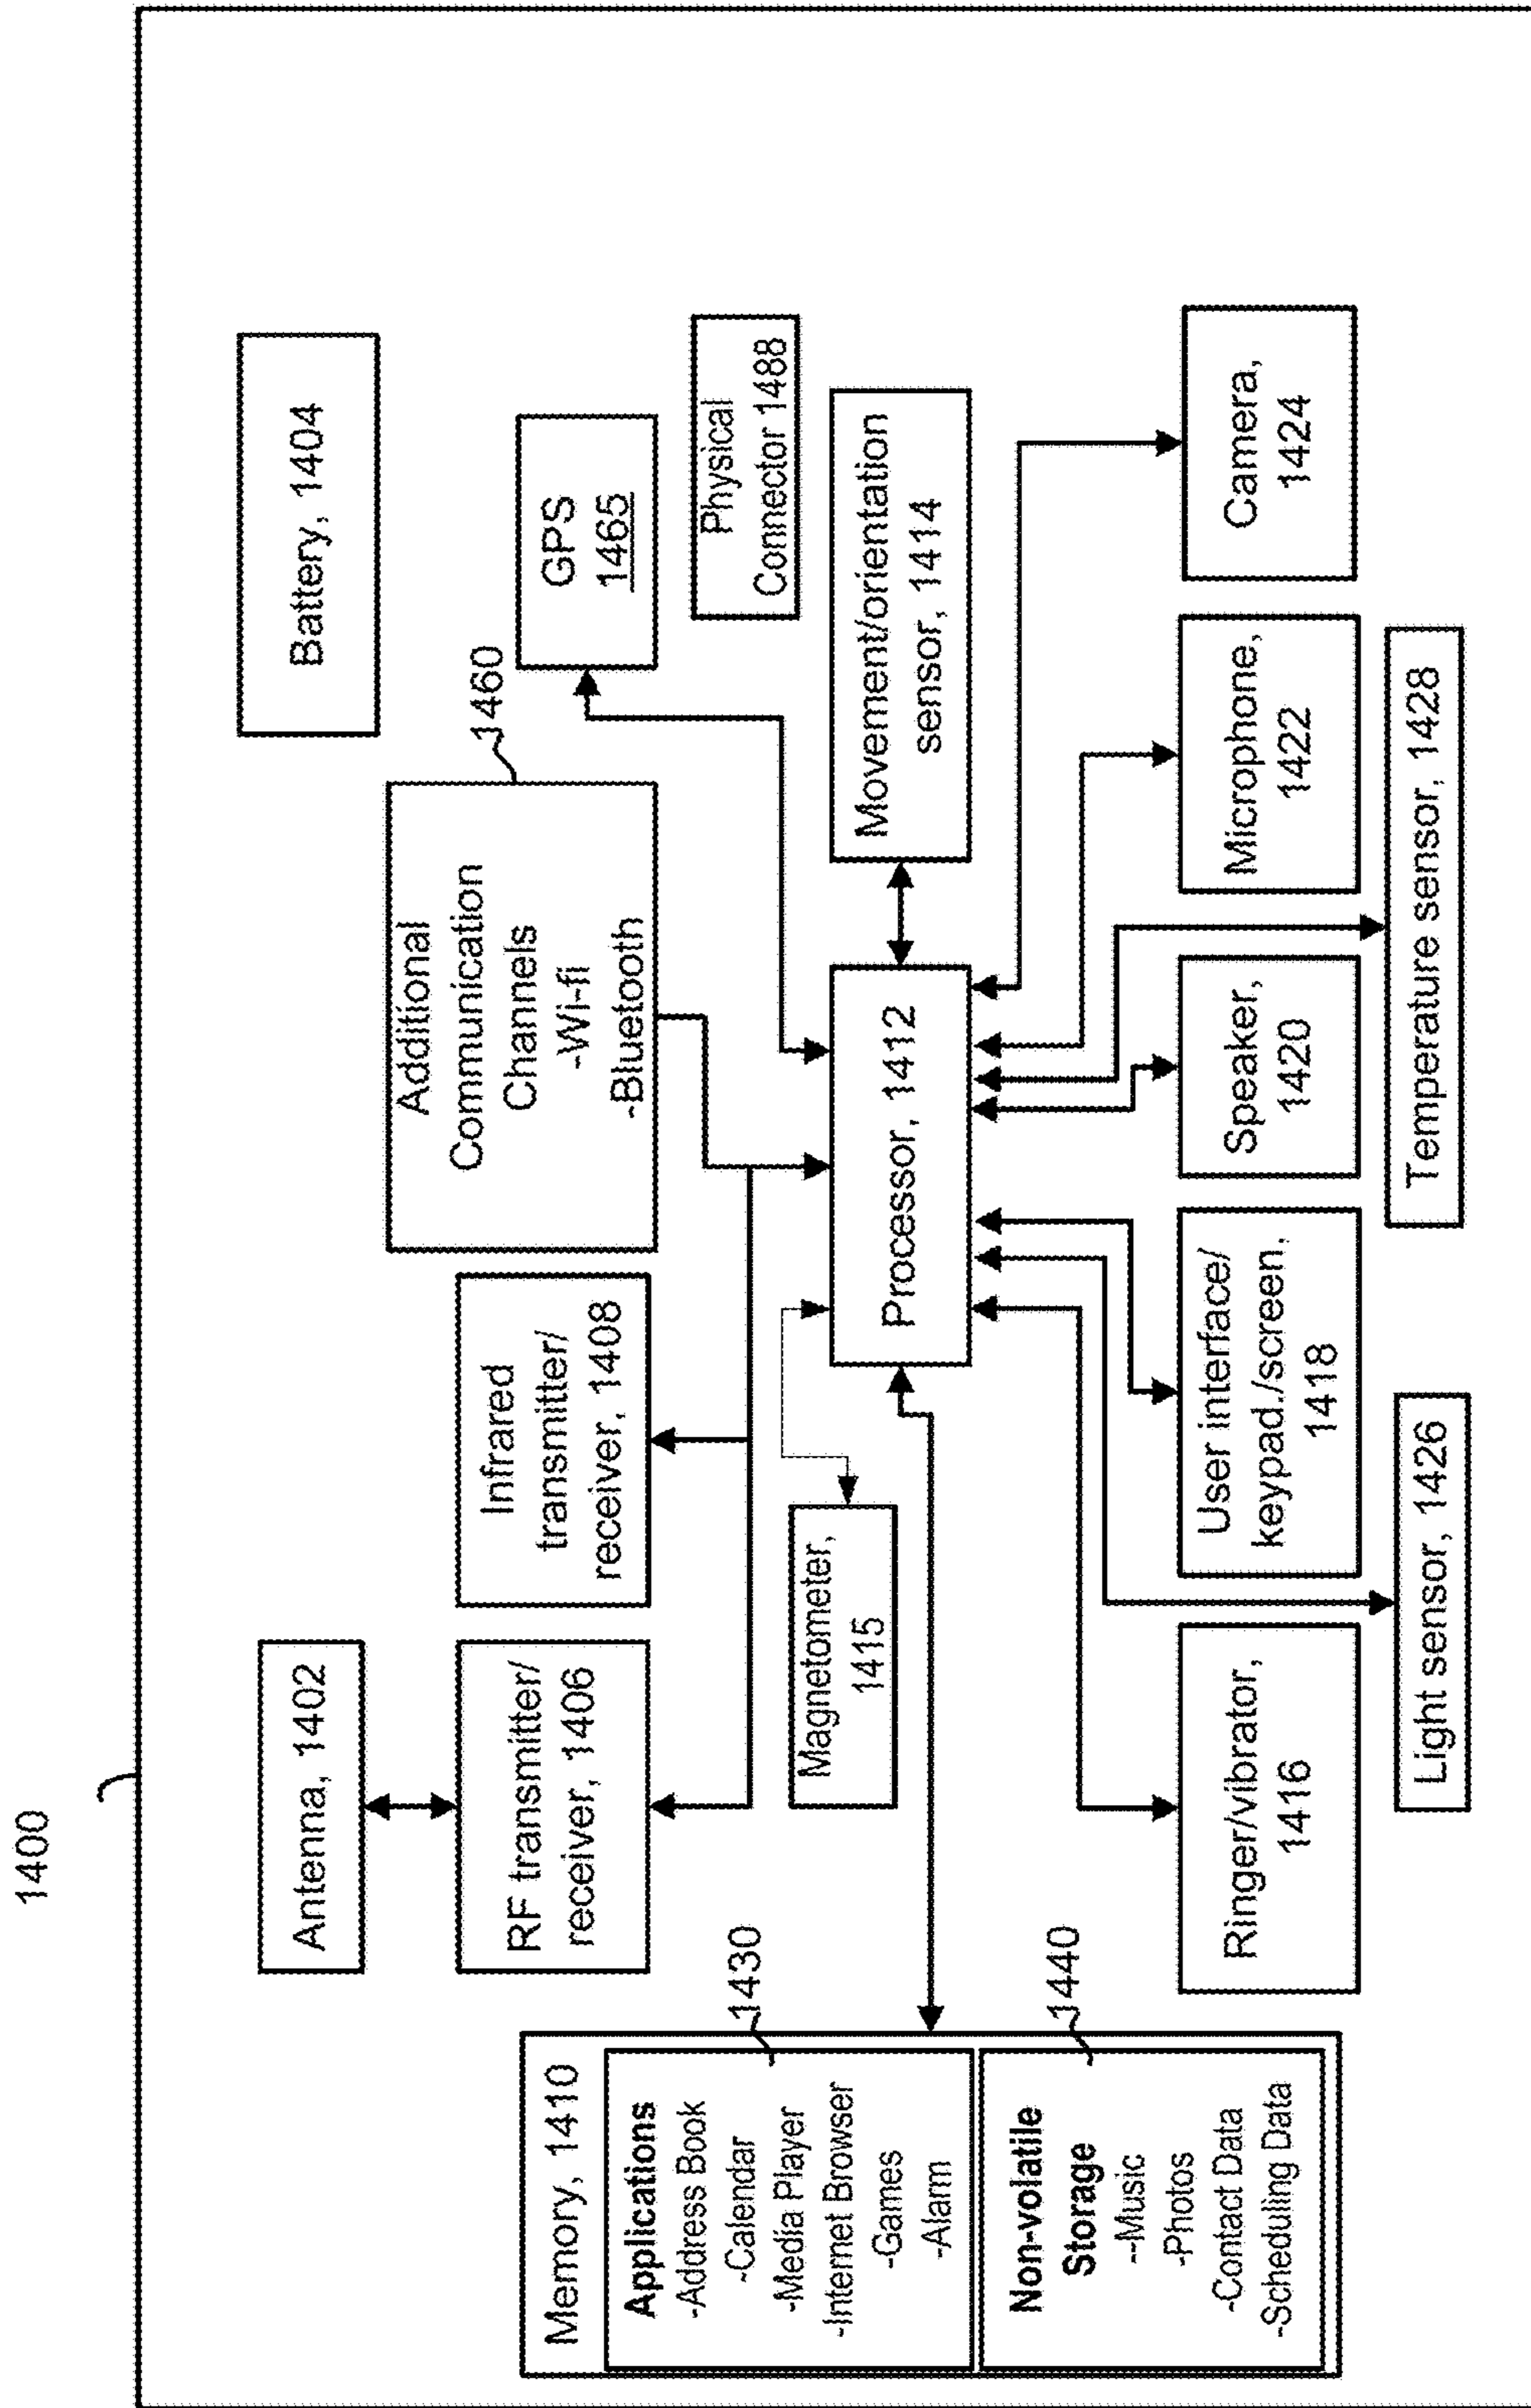 1400
Antenna, 1402
Battery, 1404
Additional
Communication
Channels
-Wi-fi
-Bluetooth
1460
RF transmitter/
receiver, 1406
Infrared
transmitter/
receiver, 1408
GPS
1465
Physical
Connector 1488
Memory, 1410
Applications
-Address Book
-Calendar
-Media Player
-Internet Browser
-Games
-Alarm
1430
Non-volatile
Storage
--Music
-Photos
-Contact Data
-Scheduling Data
1440
Magnetometer,
1415
Processor, 1412
Movement/orientation
sensor, 1414
Ringer/vibrator,
1416
User interface/
keypad./screen,
1418
Speaker,
1420
Microphone,
1422
Camera,
1424
Light sensor, 1426
Temperature sensor, 1428